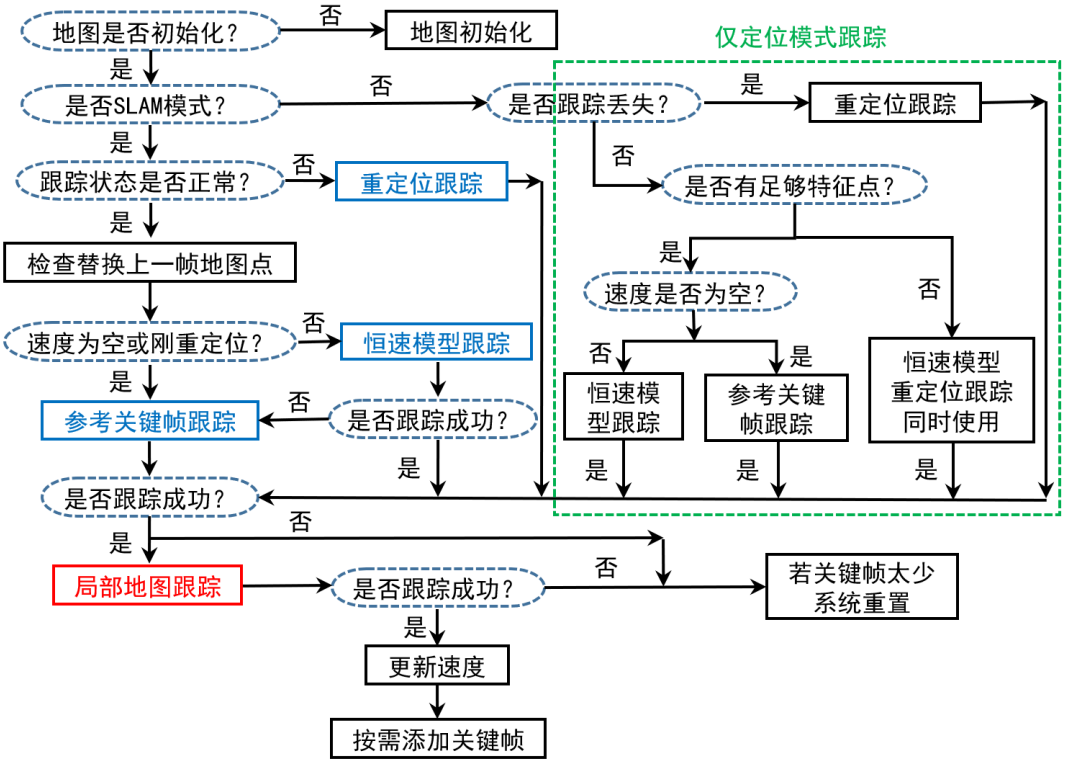 地图是否初始化?
否
地图初始化
仅定位模式跟踪
是
是否SLAM模式?
否
是否跟踪丢失?
是
重定位跟踪
是
跟踪状态是否正常?
否
重定位跟踪
否
是否有足够特征点?
是
检查替换上一帧地图点
是
速度是否为空?
否
速度为空或刚重定位?
否
恒速模型跟踪
否
恒速模
型跟踪
是
参考关键
帧跟踪
恒速模型
重定位跟踪
同时使用
是
参考关键帧跟踪
否
是否跟踪成功?
是
是
是
是
是否跟踪成功?
否
是
局部地图跟踪
是否跟踪成功?
否
若关键帧太少
系统重置
是
更新速度
按需添加关键帧